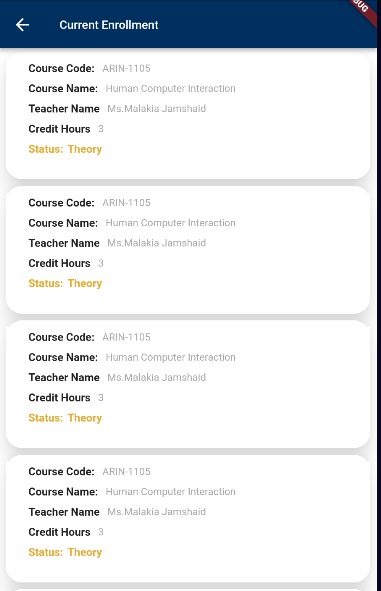 UG
Current Enrollment
Course Code: ARIN-1105
Course Name: Human Computer Interaction
Teacher Name Ms.Malakia Jamshaid
Credit Hours 3
Status: Theory
Course Code: ARIN-1105
Course Name: Human Computer Interaction
Teacher Name Ms.Malakia Jamshaid
Credit Hours 3
Status: Theory
Course Code: ARIN-1105
Course Name: Human Computer Interaction
Teacher Name Ms.Malakia Jamshaid
Credit Hours 3
Status: Theory
Course Code: ARIN-1105
Course Name: Human Computer Interaction
Teacher Name Ms.Malakia Jamshaid
Credit Hours 3
Status: Theory